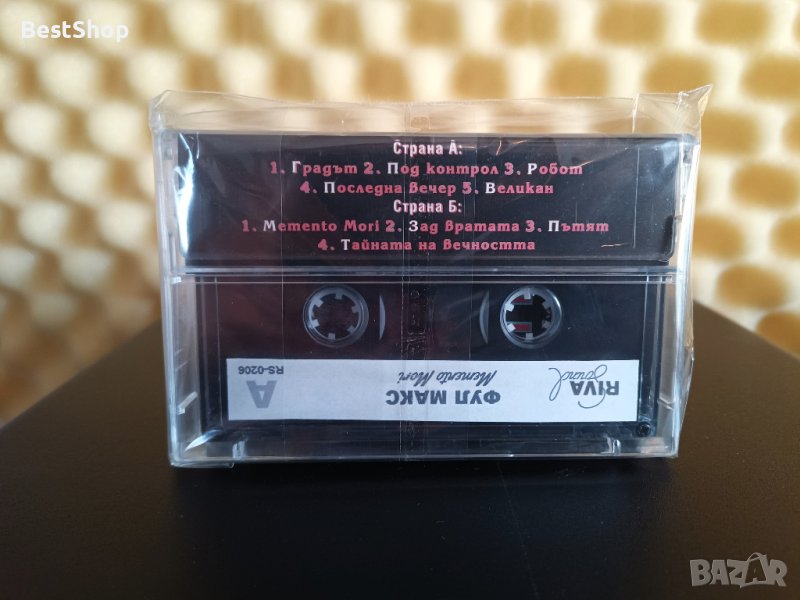 BestShop
Страна А:
1. Градът 2. Под контрол 3. Робот
4. Последна вечер 5. Великан
Страна Б:
1. Memento Mori 2. Зад вратата 3. Пътят
4. Тайната на вечността
RIVA
Sound
ФУЛ МАКС
Memento Mori
A
RS-0206
BAZAR